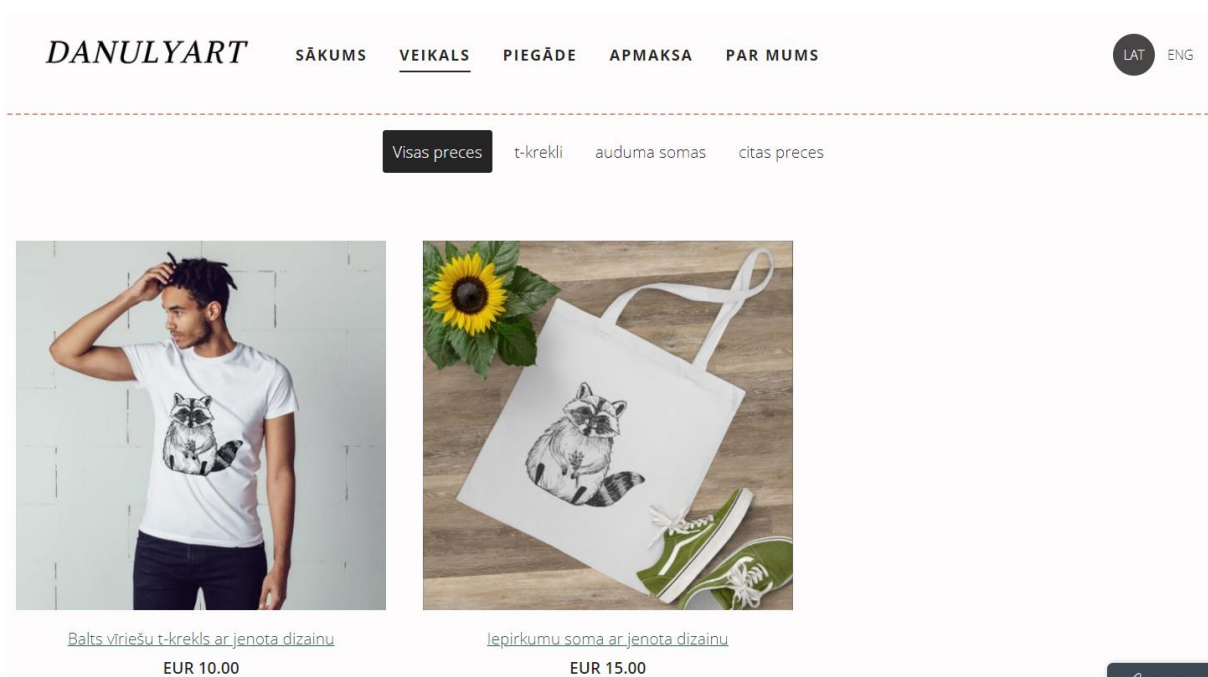 DANULYART
SĀKUMS VEIKALS PIEGĀDE APMAKSA PAR MUMS
LAT ENG
Visas preces t-krekli auduma somas citas preces
Balts vīriešu t-krekls ar jenota dizainu
EUR 10.00
Iepirkumu soma ar jenota dizainu
EUR 15.00